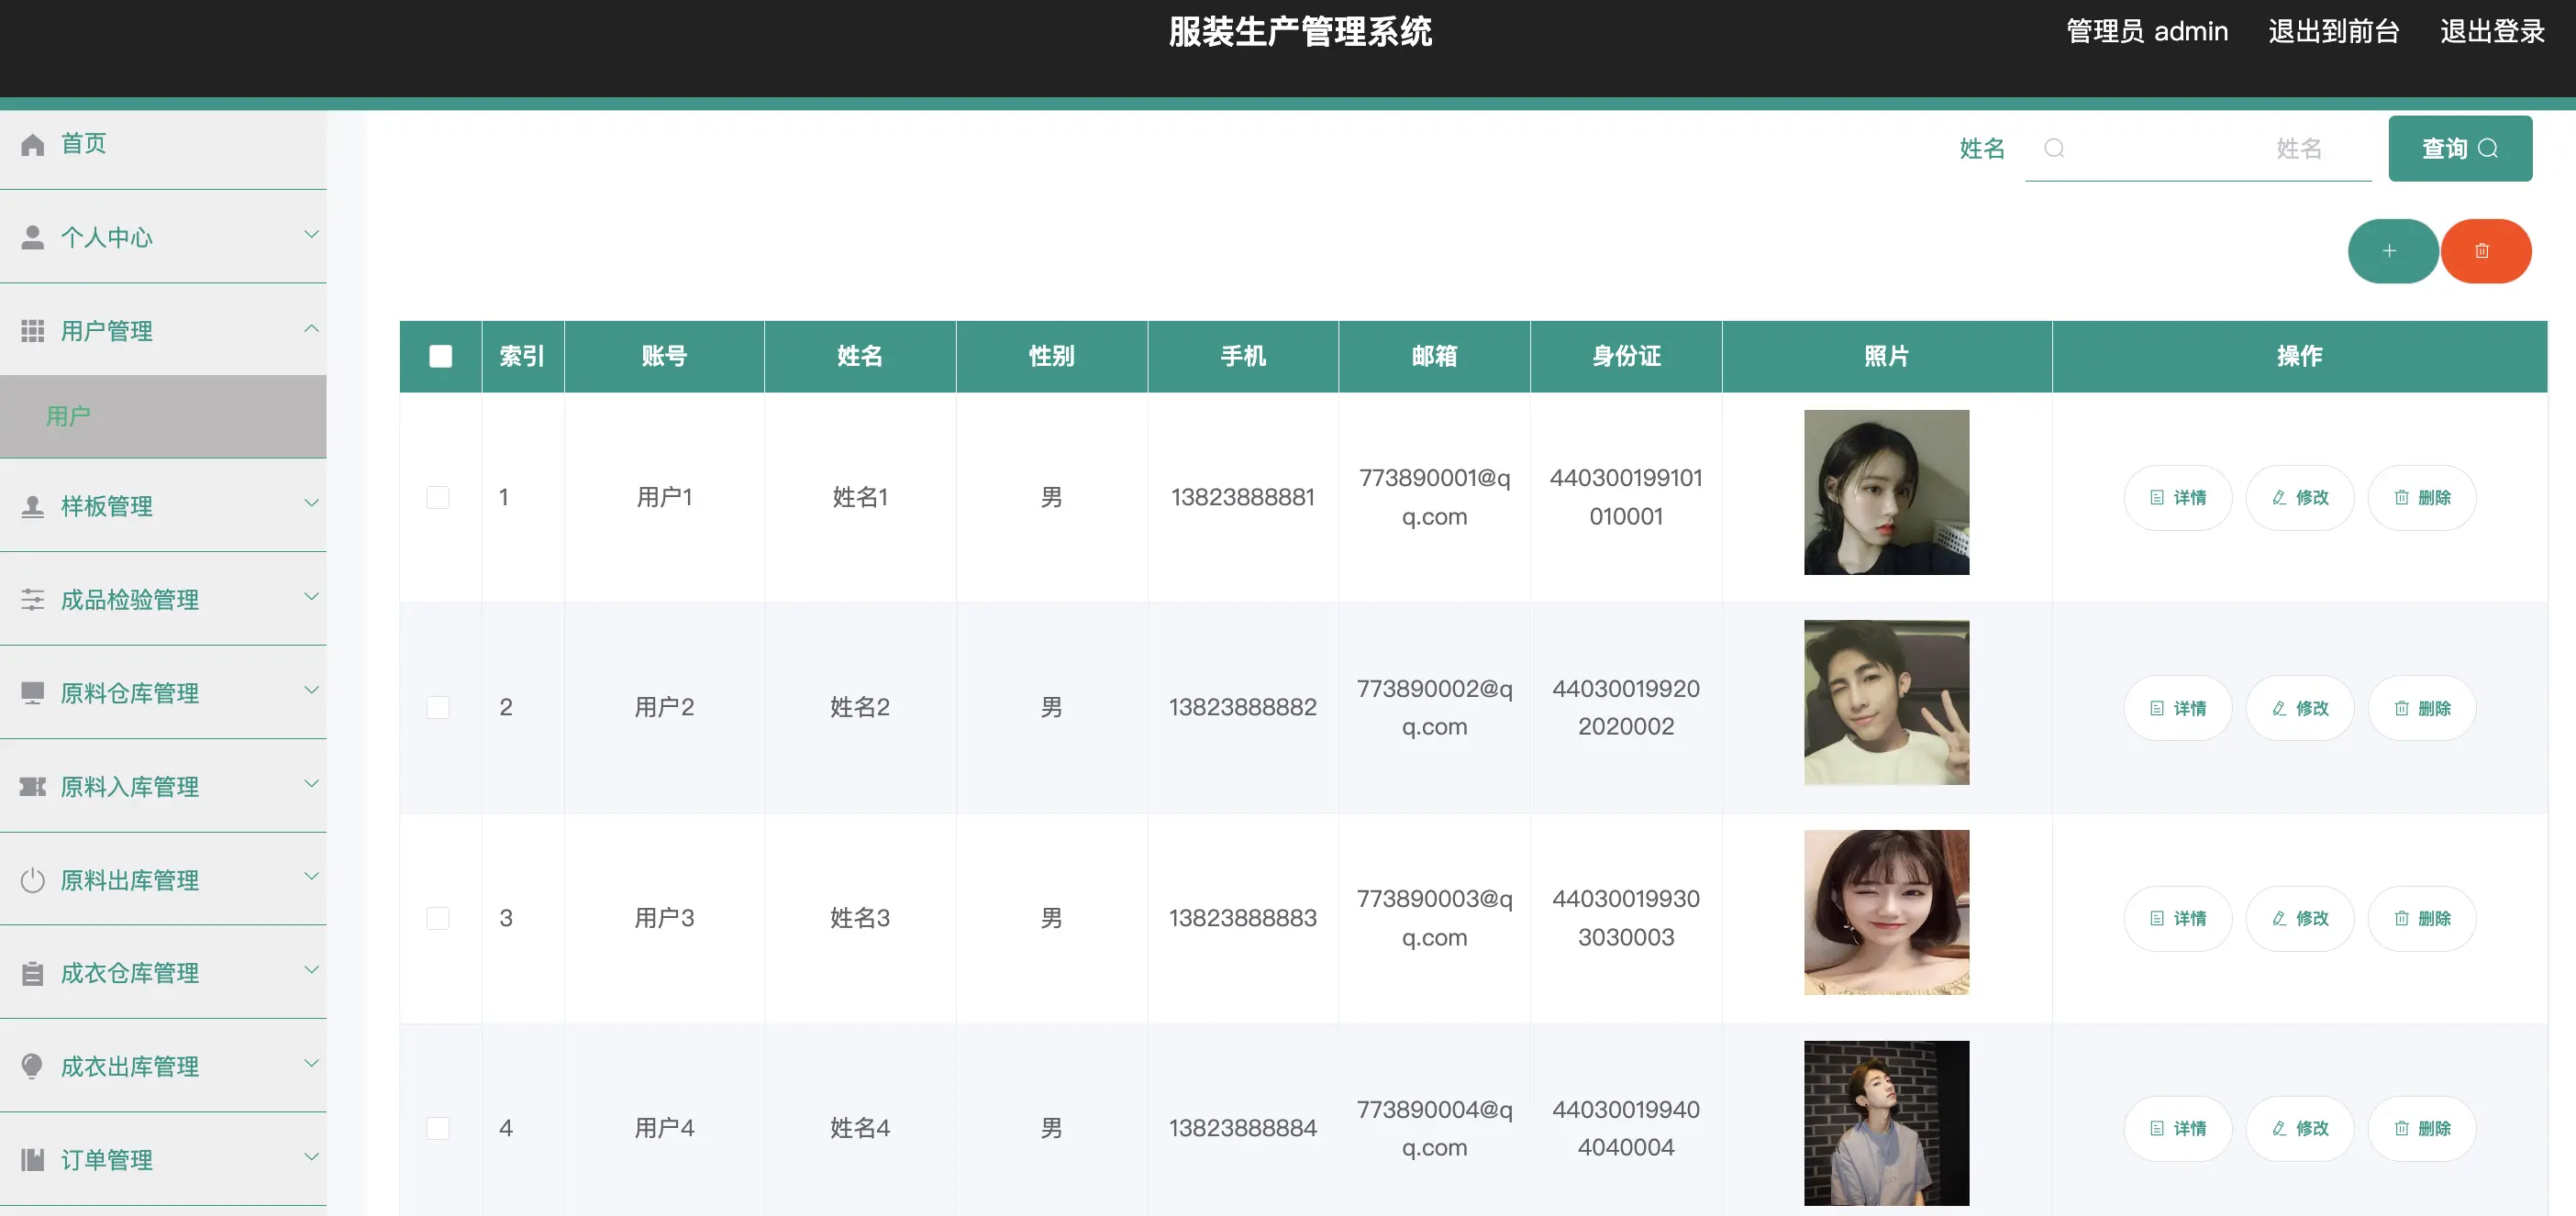 服装生产管理系统
管理员 admin 退出到前台 退出登录
首页
个人中心
用户管理
用户
样板管理
成品检验管理
原料仓库管理
原料入库管理
原料出库管理
成衣仓库管理
成衣出库管理
订单管理
姓名 姓名 查询
索引 账号 姓名 性别 手机 邮箱 身份证 照片 操作
1 用户1 姓名1 男 13823888881 773890001@q 440300199101 详情 修改 删除
q.com 010001
2 用户2 姓名2 男 13823888882 773890002@q 44030019920 详情 修改 删除
q.com 2020002
3 用户3 姓名3 男 13823888883 773890003@q 44030019930 详情 修改 删除
q.com 3030003
4 用户4 姓名4 男 13823888884 773890004@q 44030019940 详情 修改 删除
q.com 4040004